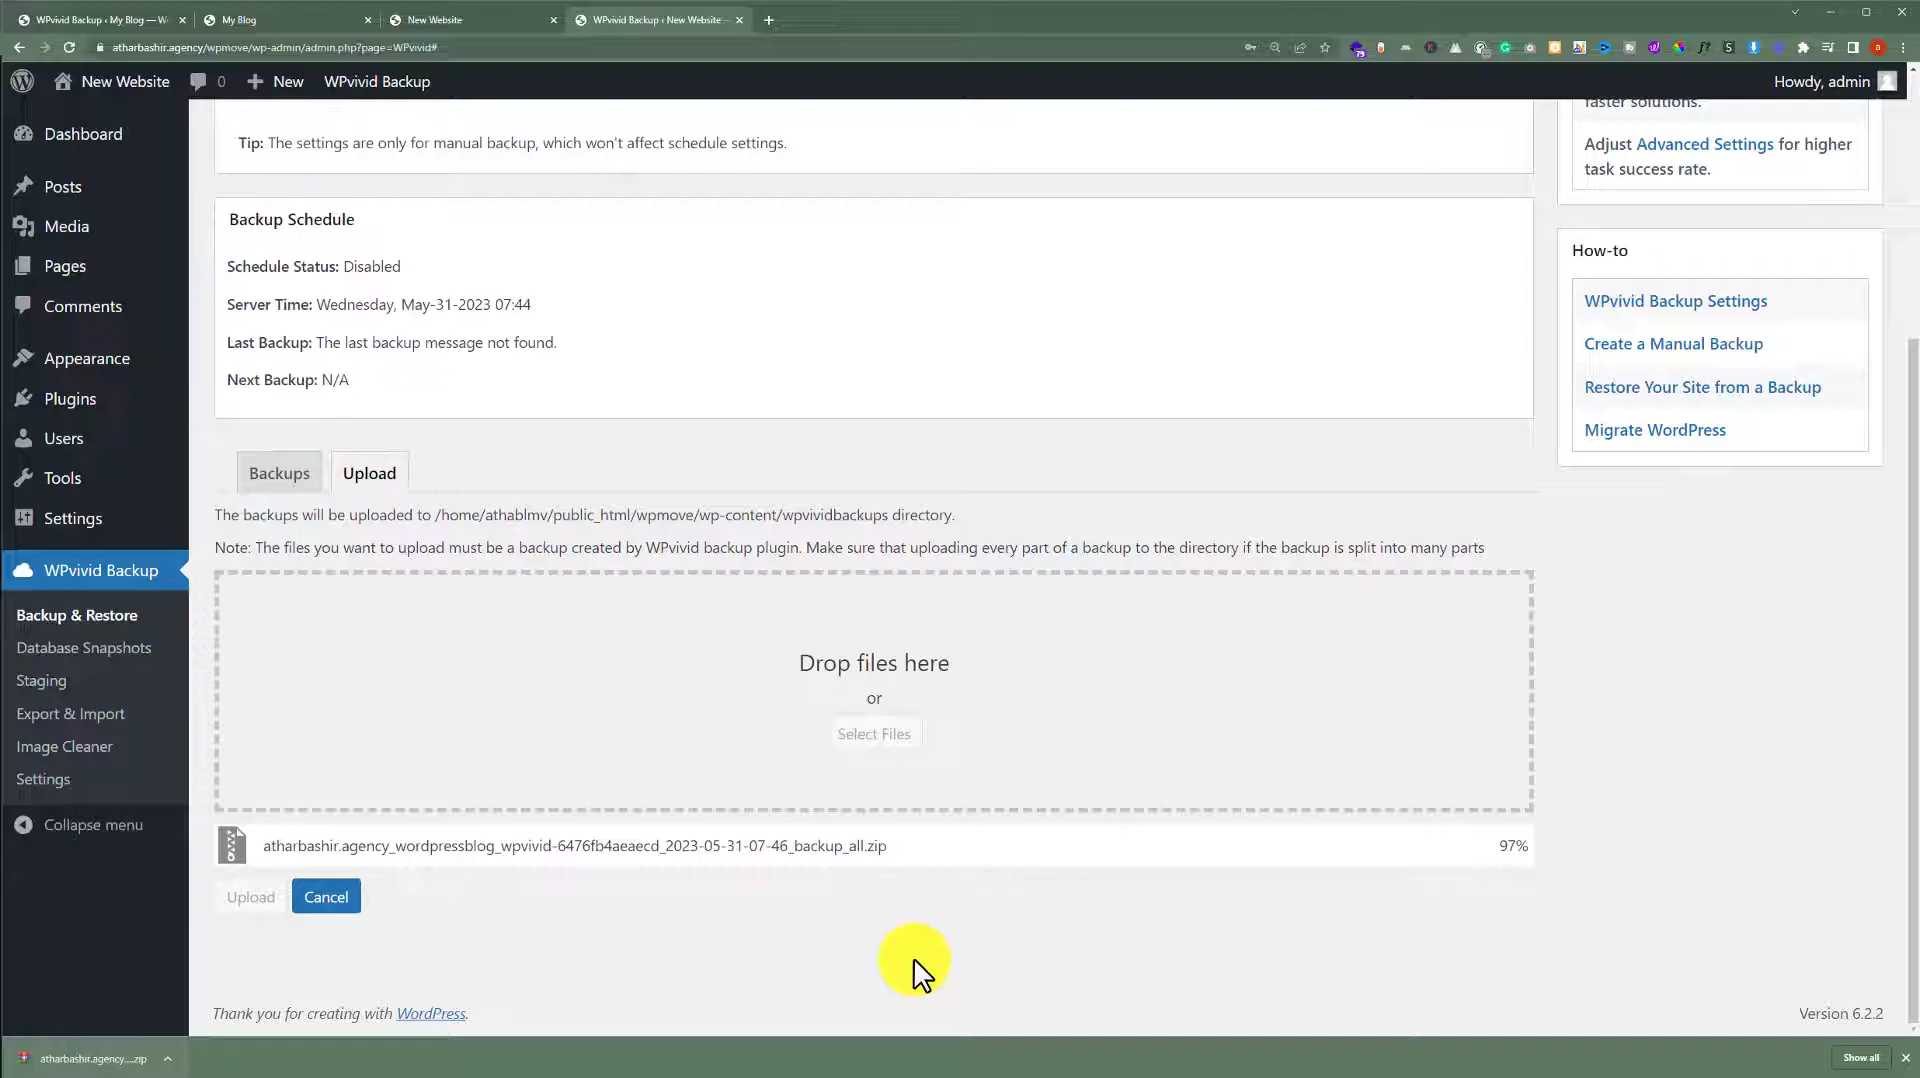 WPvivid Backup ‹ My Blog — W
My Blog
New Website
WPvivid Backup ‹ New Website —
atharbashir.agency/wpmove/wp-admin/admin.php?page=WPvivid#
New Website
0
New
WPvivid Backup
Howdy, admin
Dashboard
Posts
Media
Pages
Comments
Appearance
Plugins
Users
Tools
Settings
WPvivid Backup
Backup & Restore
Database Snapshots
Staging
Export & Import
Image Cleaner
Settings
Collapse menu
Tip: The settings are only for manual backup, which won't affect schedule settings.
Backup Schedule
Schedule Status: Disabled
Server Time: Wednesday, May-31-2023 07:44
Last Backup: The last backup message not found.
Next Backup: N/A
Backups
Upload
The backups will be uploaded to /home/athablmv/public_html/wpmove/wp-content/wpvividbackups directory.
Note: The files you want to upload must be a backup created by WPvivid backup plugin. Make sure that uploading every part of a backup to the directory if the backup is split into many parts
Drop files here
or
Select Files
atharbashir.agency_wordpressblog_wpvivid-6476fb4aeaecd_2023-05-31-07-46_backup_all.zip
97%
Upload
Cancel
Thank you for creating with WordPress.
Version 6.2.2
faster solutions.
Adjust Advanced Settings for higher
task success rate.
How-to
WPvivid Backup Settings
Create a Manual Backup
Restore Your Site from a Backup
Migrate WordPress
atharbashir.agency....zip
Show all